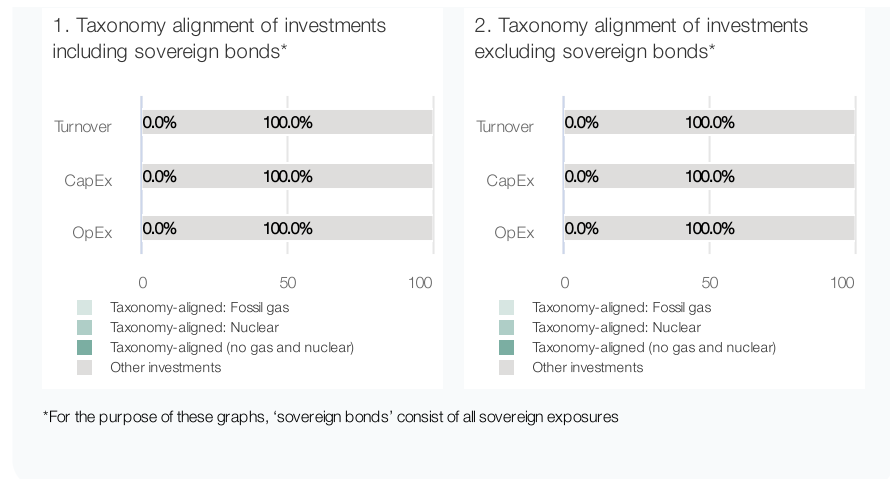 1. Taxonomy alignment of investments
including sovereign bonds*
Turnover 0.0% 100.0%
CapEx 0.0% 100.0%
OpEx 0.0% 100.0%
0 50 100
Taxonomy-aligned: Fossil gas
Taxonomy-aligned: Nuclear
Taxonomy-aligned (no gas and nuclear)
Other investments
2. Taxonomy alignment of investments
excluding sovereign bonds*
Turnover 0.0% 100.0%
CapEx 0.0% 100.0%
OpEx 0.0% 100.0%
0 50 100
Taxonomy-aligned: Fossil gas
Taxonomy-aligned: Nuclear
Taxonomy-aligned (no gas and nuclear)
Other investments
*For the purpose of these graphs, ‘sovereign bonds’ consist of all sovereign exposures